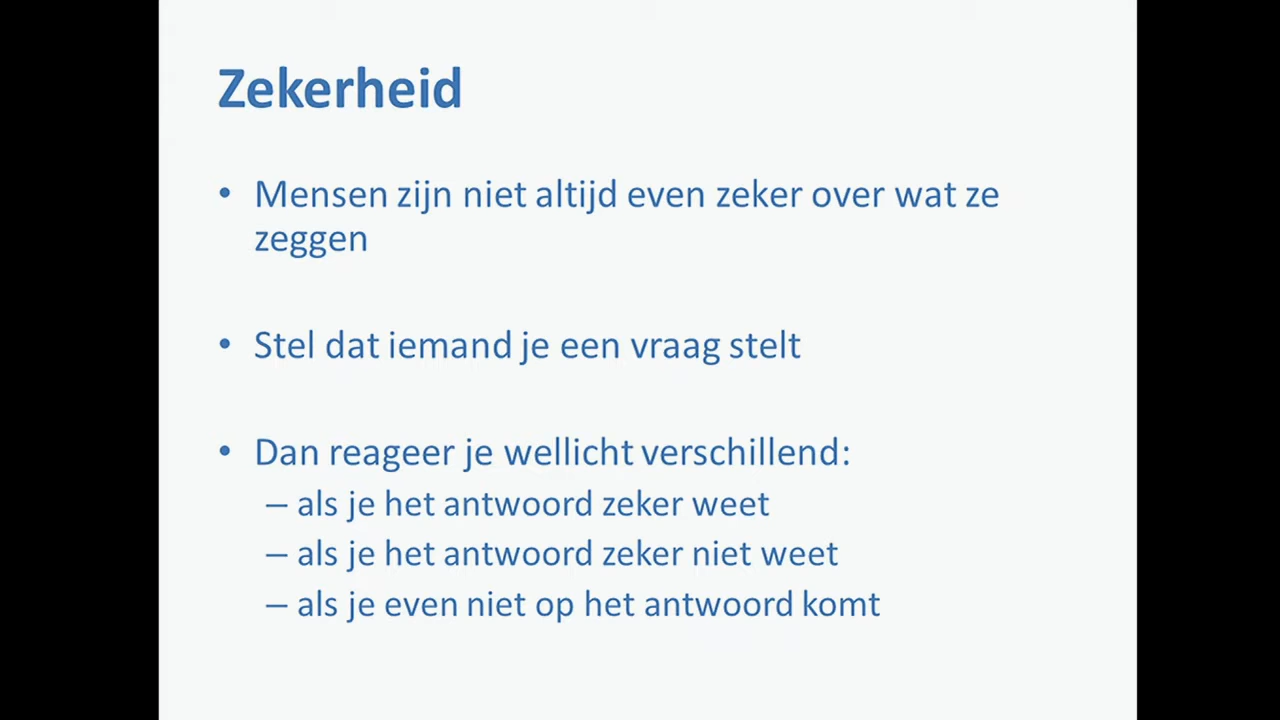 Zekerheid
• Mensen zijn niet altijd even zeker over wat ze
zeggen
• Stel dat iemand je een vraag stelt
• Dan reageer je wellicht verschillend:
– als je het antwoord zeker weet
– als je het antwoord zeker niet weet
– als je even niet op het antwoord komt